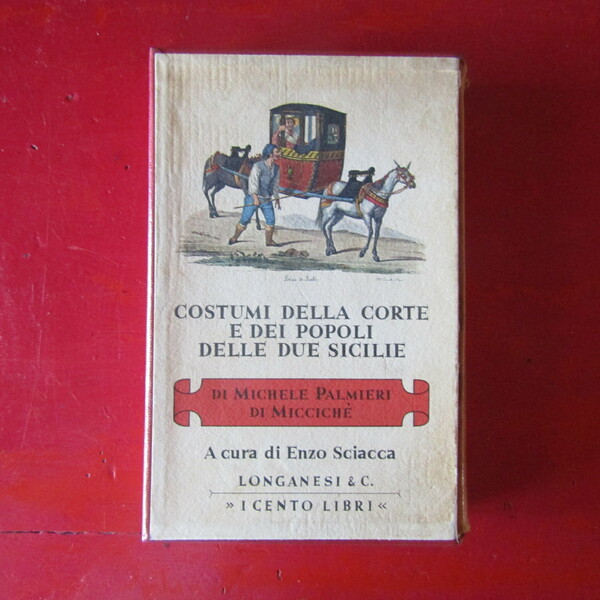 COSTUMI DELLA CORTE
E DEI POPOLI
DELLE DUE SICILIE
DI MICHELE PALMIERI
DI MICCICHÈ
A cura di Enzo Sciacca
LONGANESI & C.
» I CENTO LIBRI «